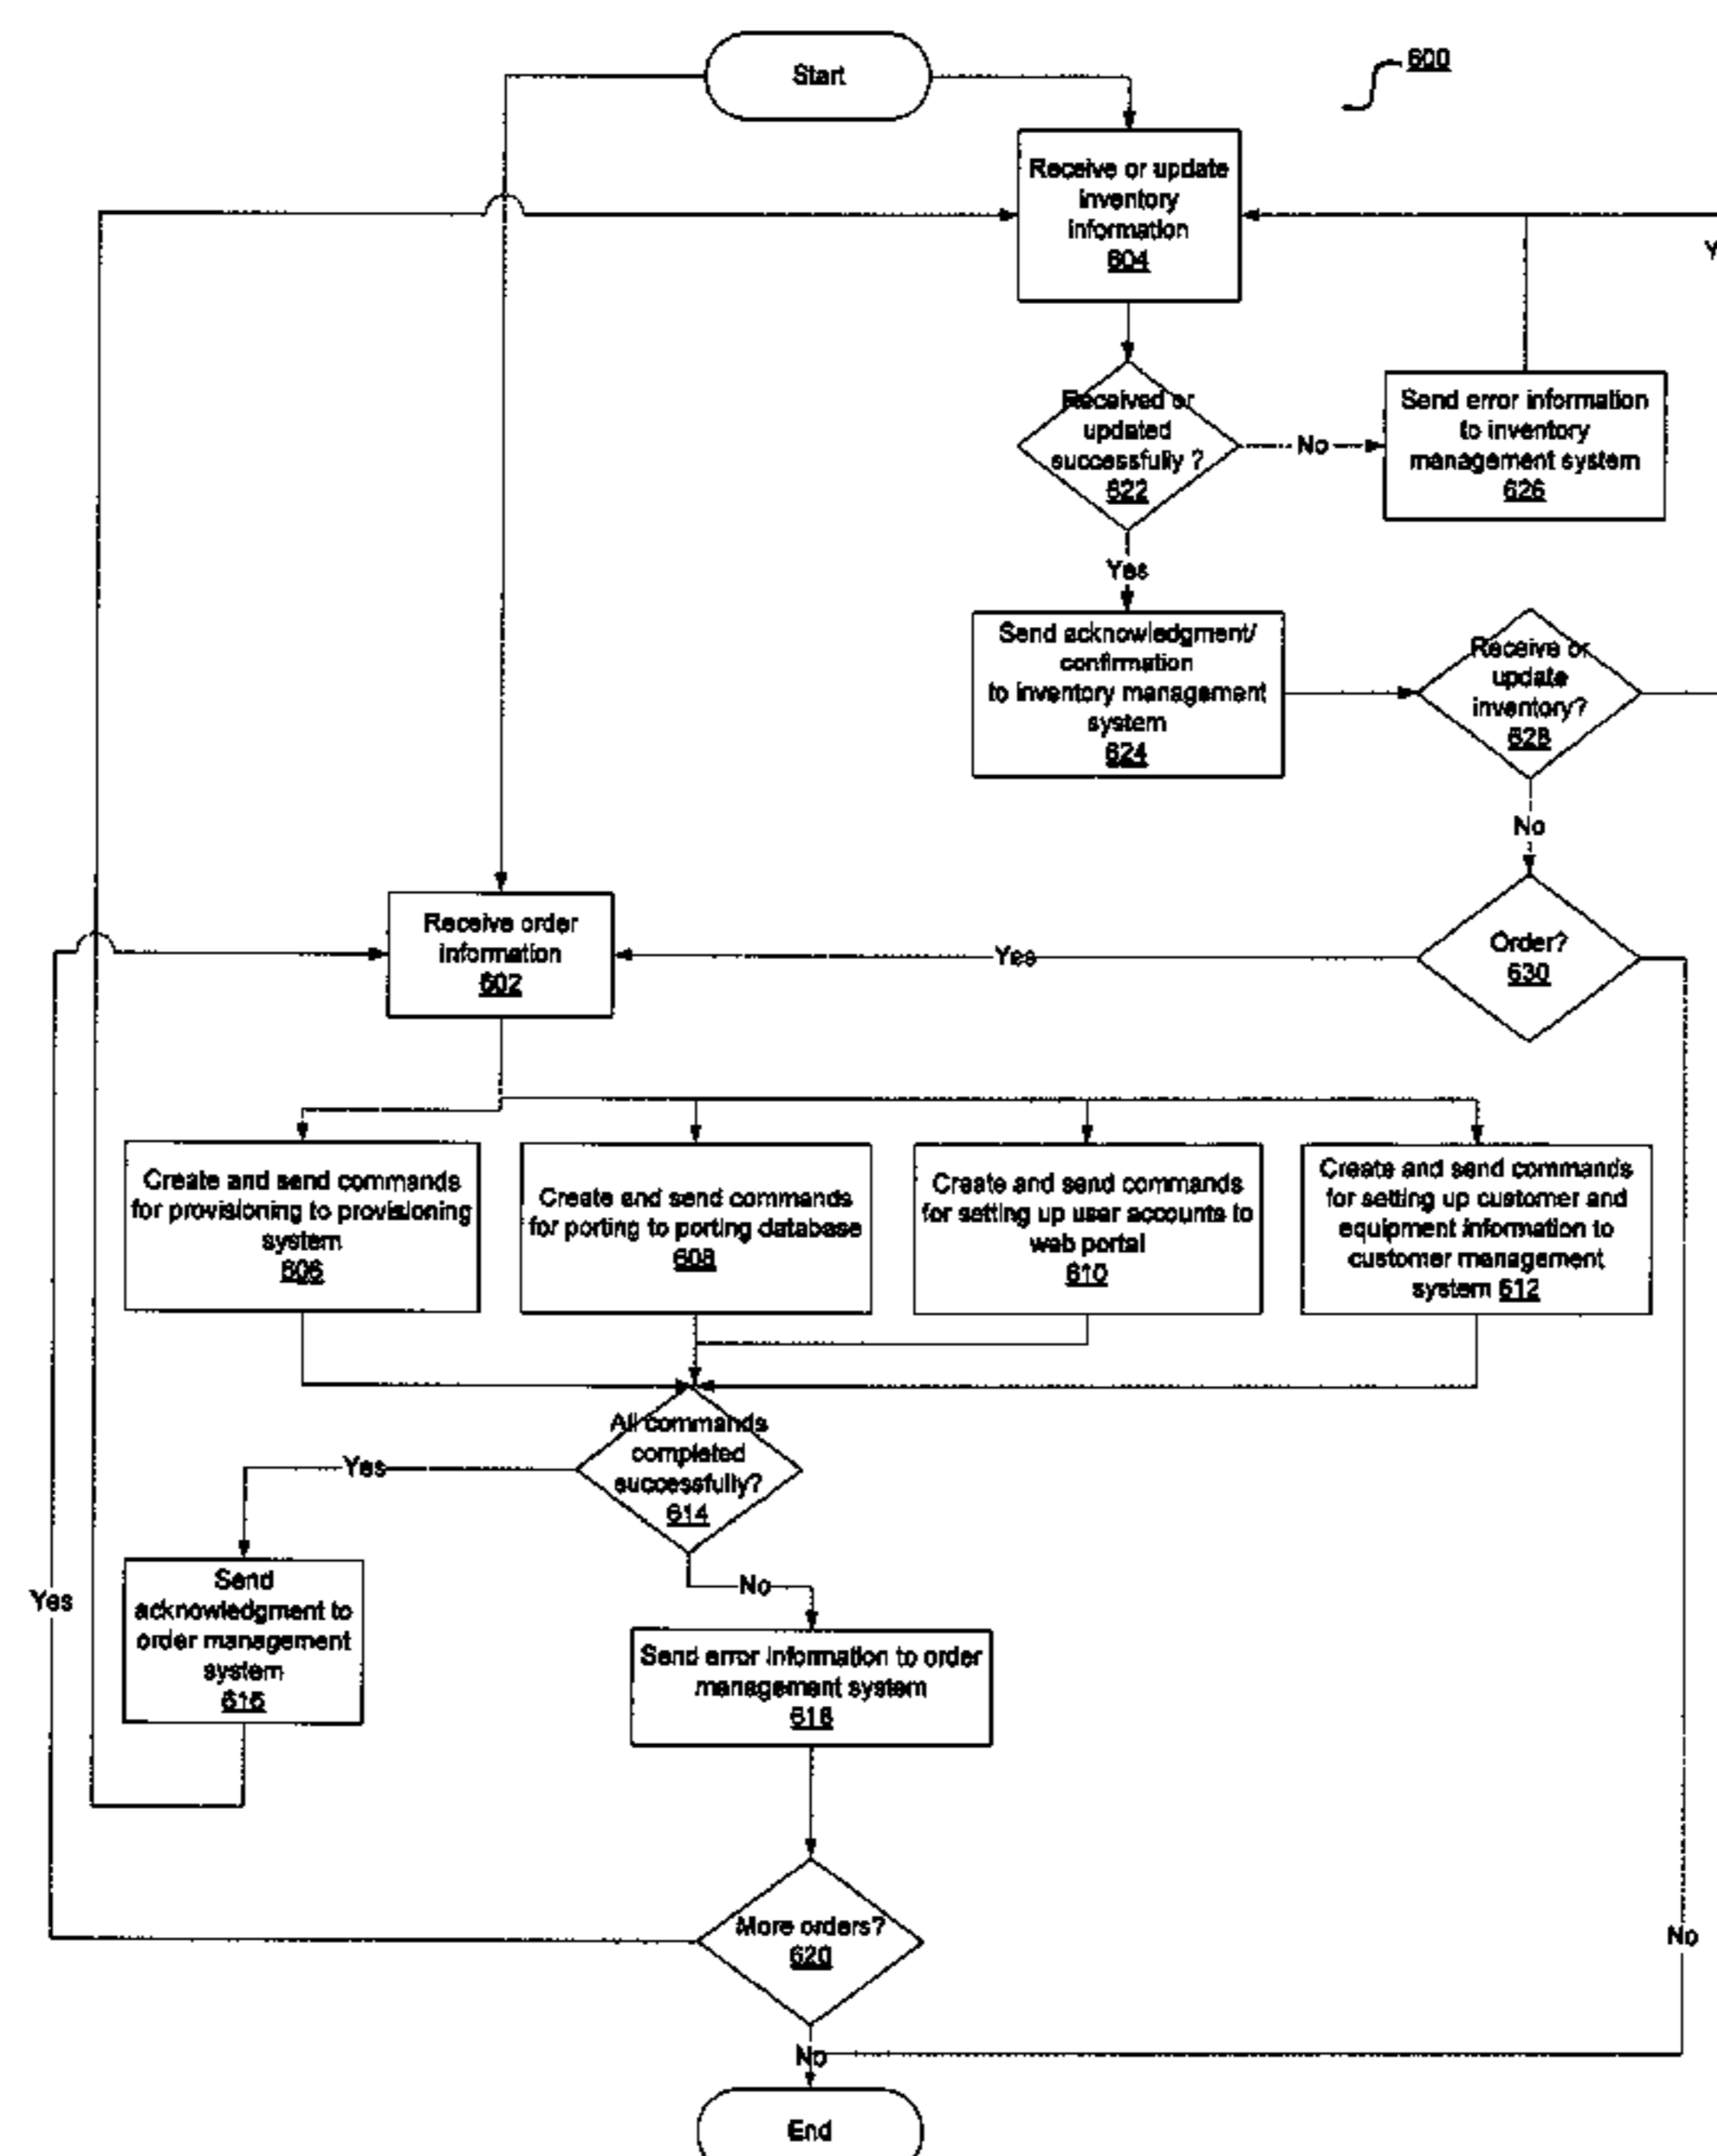 Start
600
Receive or update
inventory
information
604
Received or
updated
successfully ?
622
No
Send error information
to inventory
management system
626
Yes
Send acknowledgment/
confirmation
to inventory management
system
624
Receive or
update
inventory?
628
No
Receive order
information
602
Yes
Order?
630
Create and send commands
for provisioning to provisioning
system
606
Create and send commands
for porting to porting database
608
Create and send commands
for setting up user accounts to
web portal
610
Create and send commands
for setting up customer and
equipment information to
customer management
system 612
All commands
completed
successfully?
614
Yes
No
Send
acknowledgment to
order management
system
616
Yes
Send error information to order
management system
618
More orders?
620
No
No
End